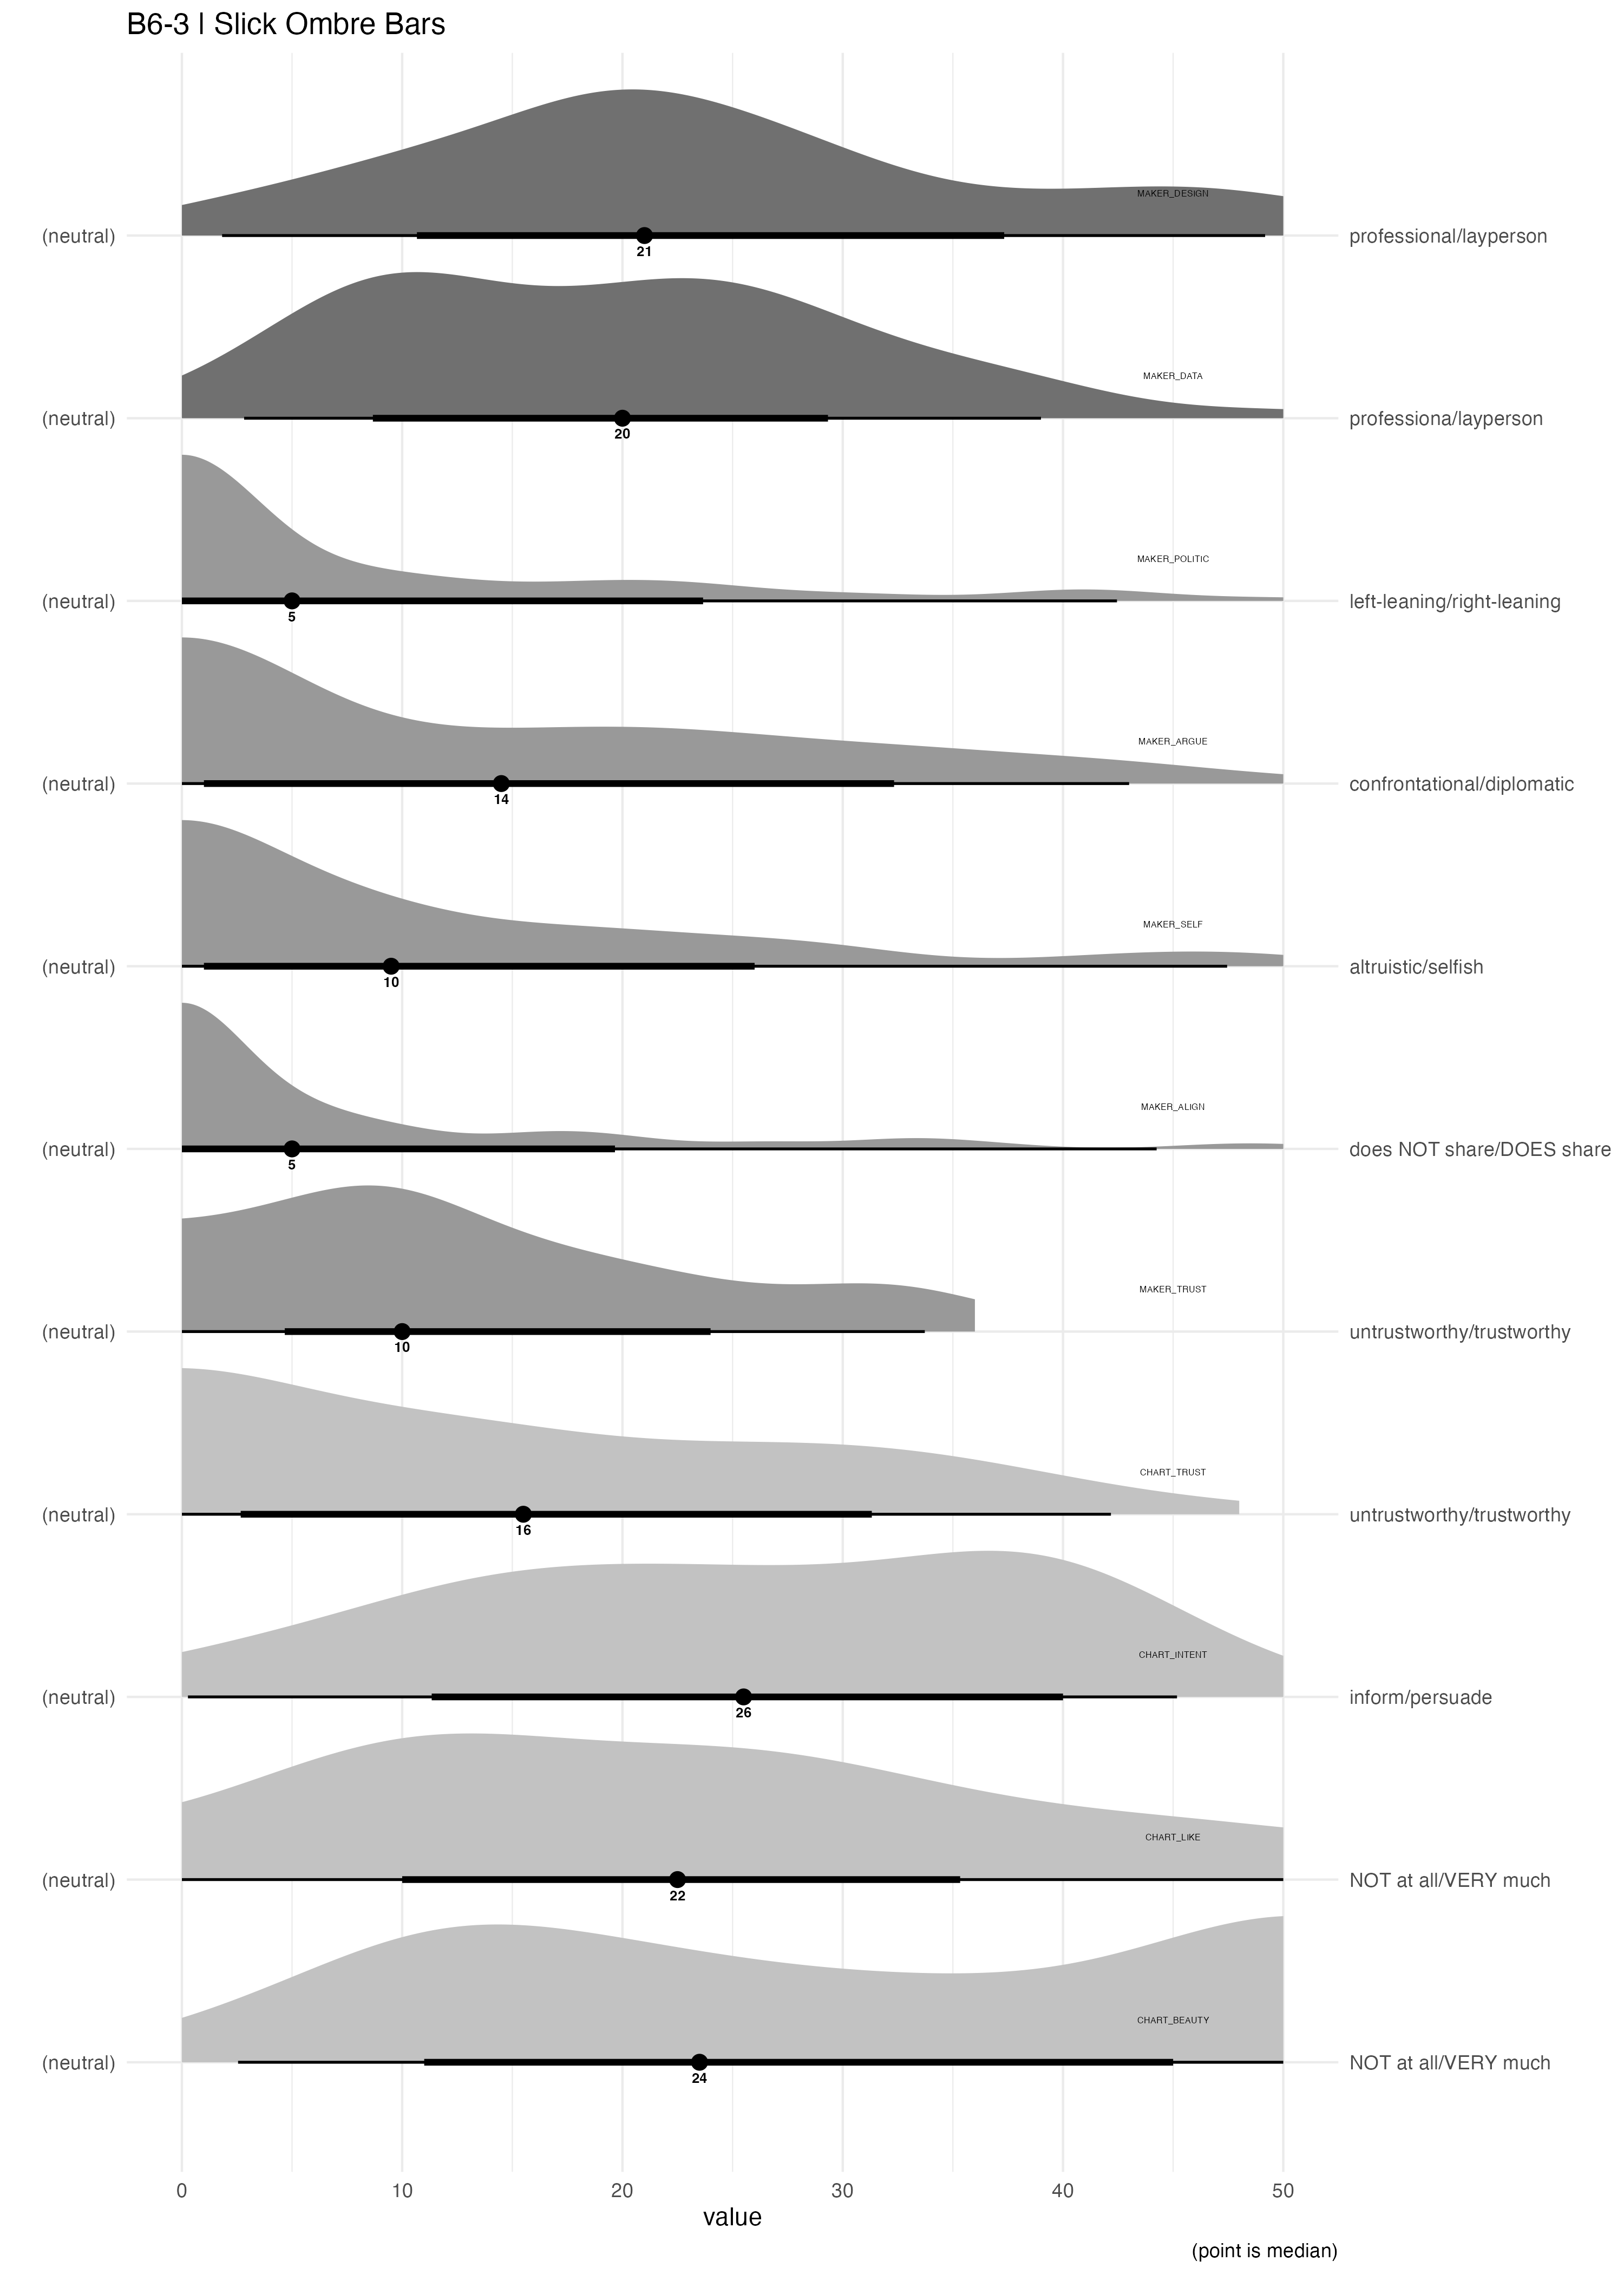 B6-3 | Slick Ombre Bars
MAKER_DESIGN
(neutral) professional/layperson
21
MAKER_DATA
(neutral) professiona/layperson
20
MAKER_POLITIC
(neutral) left-leaning/right-leaning
5
MAKER_ARGUE
(neutral) confrontational/diplomatic
14
MAKER_SELF
(neutral) altruistic/selfish
10
MAKER_ALIGN
(neutral) does NOT share/DOES share
5
MAKER_TRUST
(neutral) untrustworthy/trustworthy
10
CHART_TRUST
(neutral) untrustworthy/trustworthy
16
CHART_INTENT
(neutral) inform/persuade
26
CHART_LIKE
(neutral) NOT at all/VERY much
22
CHART_BEAUTY
(neutral) NOT at all/VERY much
24
0 10 20 30 40 50
value
(point is median)